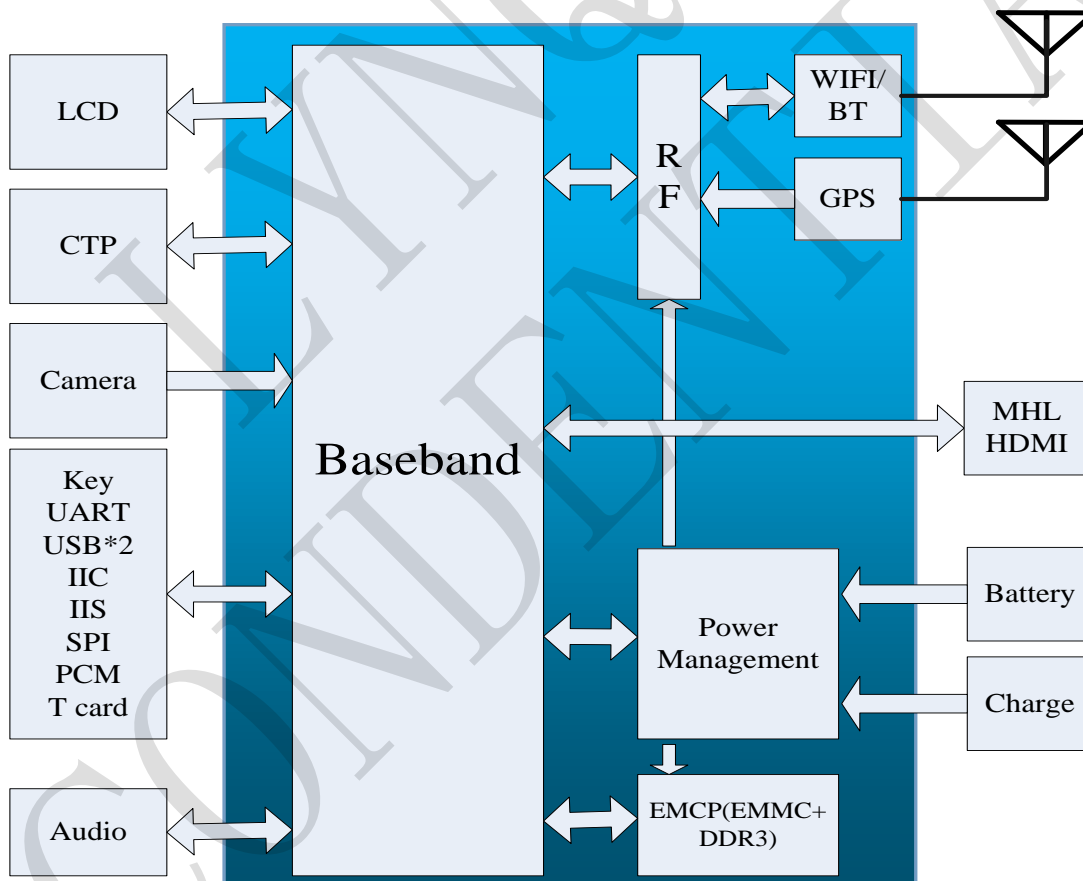 LCD
CTP
Camera
Key
UART
USB*2
IIC
IIS
SPI
PCM
T card
Audio
Baseband
R
F
WIFI/
BT
GPS
MHL
HDMI
Power
Management
Battery
Charge
EMCP(EMMC+
DDR3)